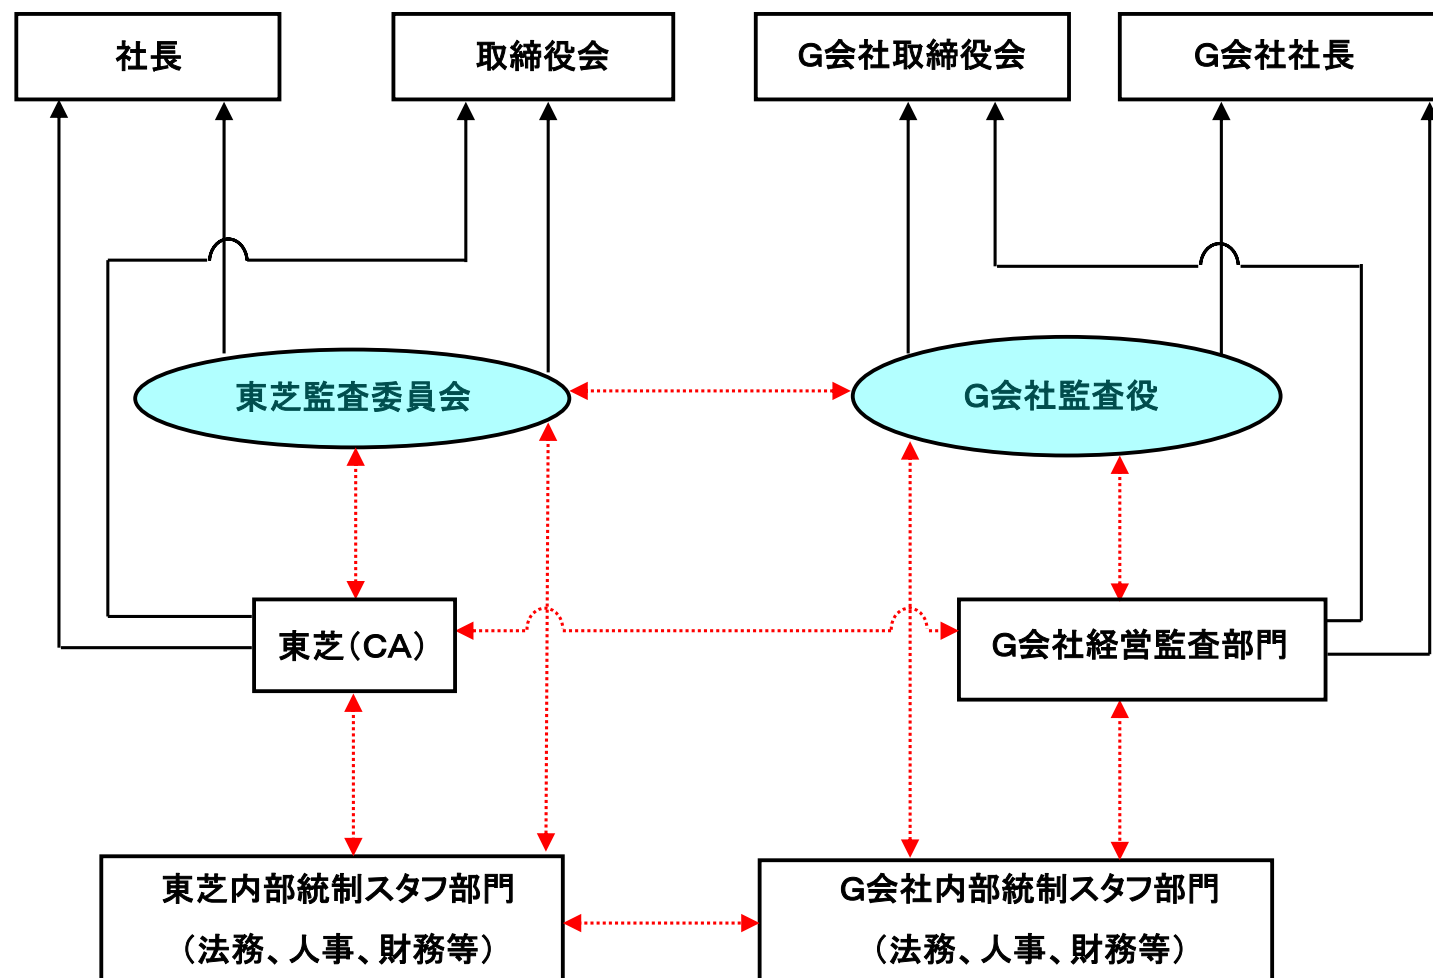 社長
取締役会
G会社取締役会
G会社社長
東芝監査委員会
G会社監査役
東芝(CA)
G会社経営監査部門
東芝内部統制スタフ部門
(法務、人事、財務等)
G会社内部統制スタフ部門
(法務、人事、財務等)